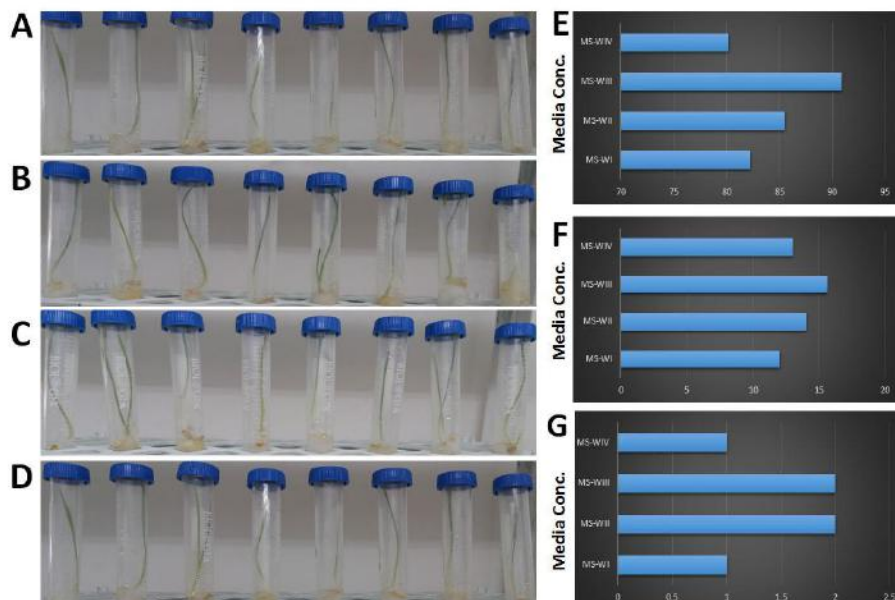 A
B
C
D
E
Media Conc.
MS-WIV
MS-WIII
MS-WII
MS-WI
70 75 80 85 90 95
F
Media Conc.
MS-WIV
MS-WIII
MS-WII
MS-WI
0 5 10 15 20
G
Media Conc.
MS-WIV
MS-WIII
MS-WII
MS-WI
0 0.5 1 1.5 2